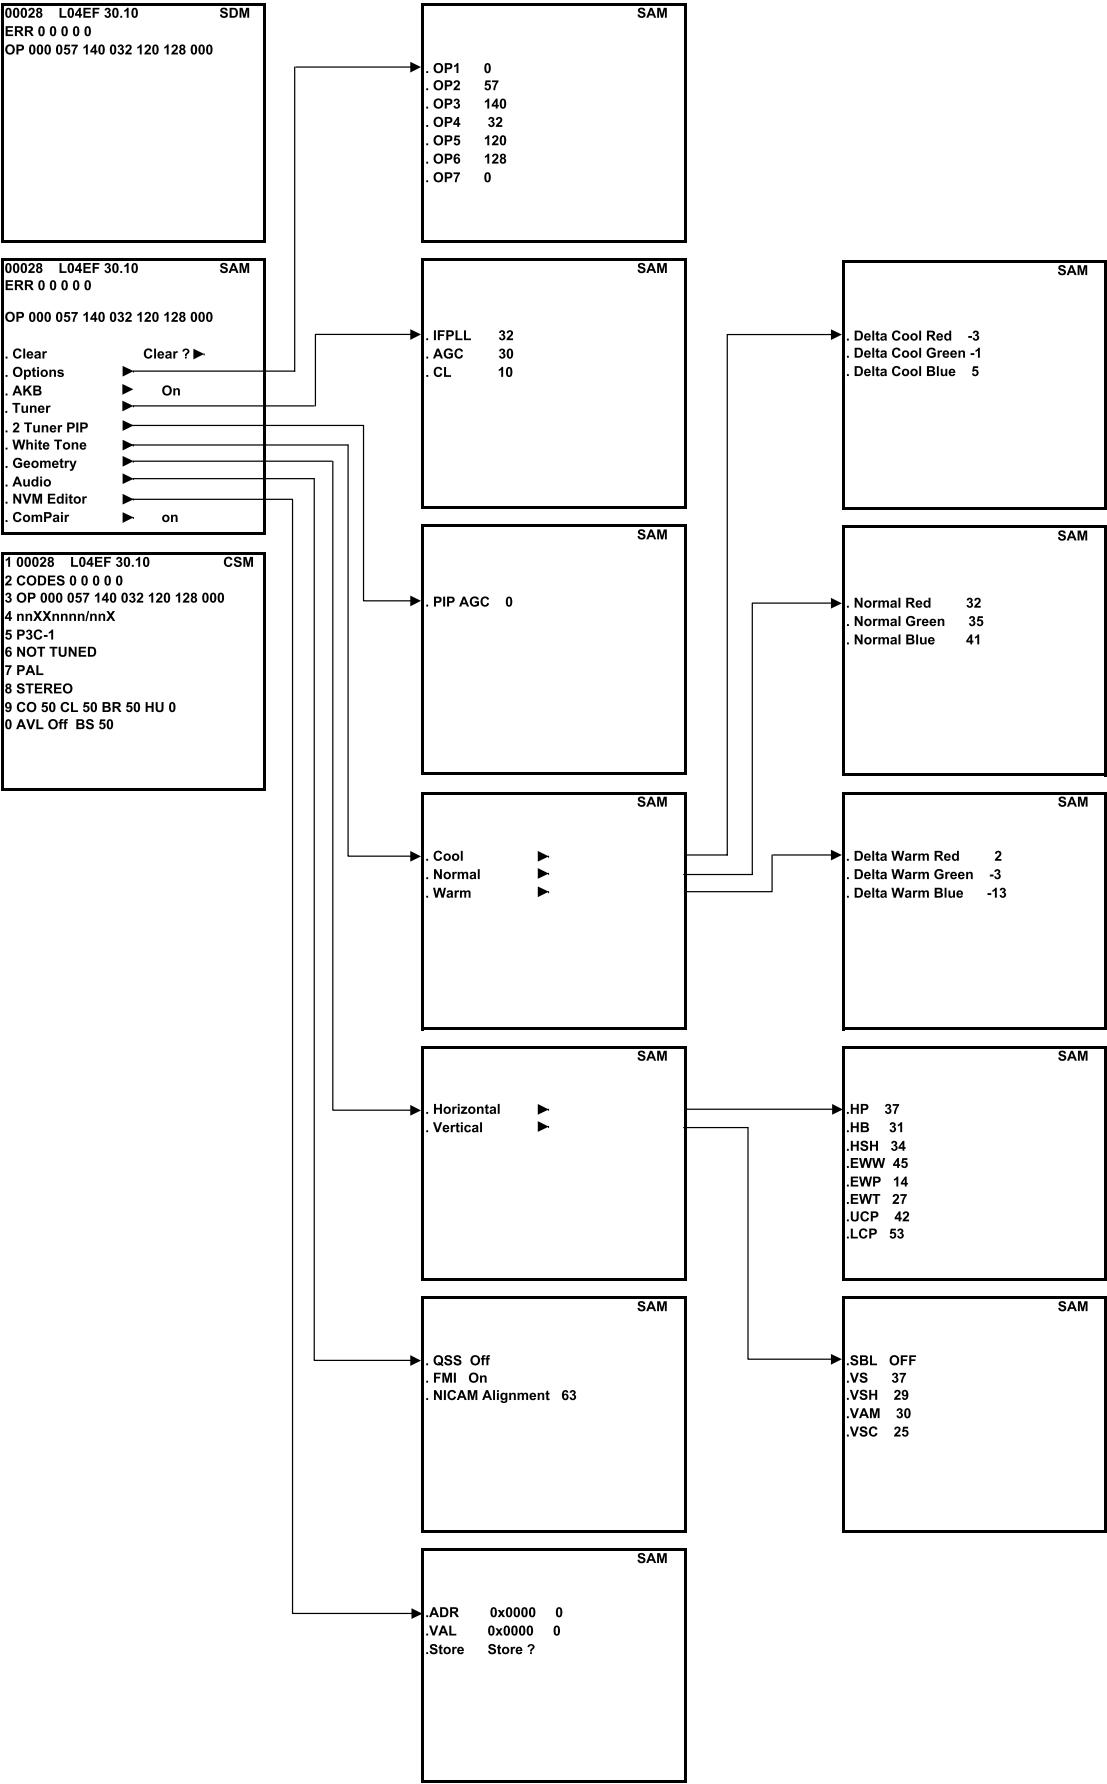 00028 L04EF 30.10 SDM
ERR 0 0 0 0 0
OP 000 057 140 032 120 128 000
SAM
. OP1 0
. OP2 57
. OP3 140
. OP4 32
. OP5 120
. OP6 128
. OP7 0
00028 L04EF 30.10 SAM
ERR 0 0 0 0 0
OP 000 057 140 032 120 128 000
. Clear Clear ?
. Options
. AKB On
. Tuner
. 2 Tuner PIP
. White Tone
. Geometry
. Audio
. NVM Editor
. ComPair on
SAM
. IFPLL 32
. AGC 30
. CL 10
SAM
. Delta Cool Red -3
. Delta Cool Green -1
. Delta Cool Blue 5
1 00028 L04EF 30.10 CSM
2 CODES 0 0 0 0 0
3 OP 000 057 140 032 120 128 000
4 nnXXnnnn/nnX
5 P3C-1
6 NOT TUNED
7 PAL
8 STEREO
9 CO 50 CL 50 BR 50 HU 0
0 AVL Off BS 50
SAM
. PIP AGC 0
SAM
. Normal Red 32
. Normal Green 35
. Normal Blue 41
SAM
. Cool
. Normal
. Warm
SAM
. Delta Warm Red 2
. Delta Warm Green -3
. Delta Warm Blue -13
SAM
. Horizontal
. Vertical
SAM
.HP 37
.HB 31
.HSH 34
.EWW 45
.EWP 14
.EWT 27
.UCP 42
.LCP 53
SAM
. QSS Off
. FMI On
. NICAM Alignment 63
SAM
.SBL OFF
.VS 37
.VSH 29
.VAM 30
.VSC 25
SAM
.ADR 0x0000 0
.VAL 0x0000 0
.Store Store ?